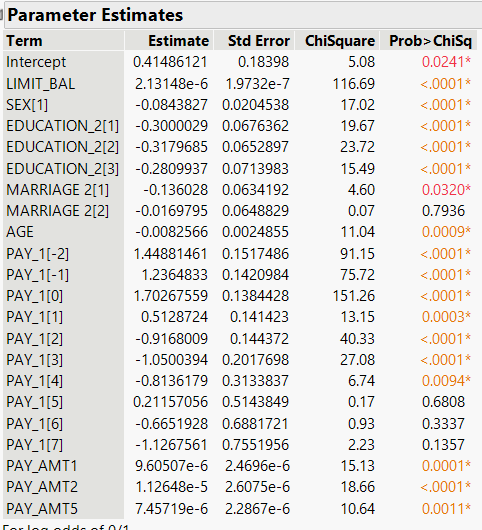 Parameter Estimates
Term Estimate Std Error ChiSquare Prob>ChiSq
Intercept 0.41486121 0.18398 5.08 0.0241*
LIMIT_BAL 2.13148e-6 1.9732e-7 116.69 <.0001*
SEX[1] -0.0843827 0.0204538 17.02 <.0001*
EDUCATION_2[1] -0.3000029 0.0676362 19.67 <.0001*
EDUCATION_2[2] -0.3179685 0.0652897 23.72 <.0001*
EDUCATION_2[3] -0.2809937 0.0713983 15.49 <.0001*
MARRIAGE 2[1] -0.136028 0.0634192 4.60 0.0320*
MARRIAGE 2[2] -0.0169795 0.0648829 0.07 0.7936
AGE -0.0082566 0.0024855 11.04 0.0009*
PAY_1[-2] 1.44881461 0.1517486 91.15 <.0001*
PAY_1[-1] 1.2364833 0.1420984 75.72 <.0001*
PAY_1[0] 1.70267559 0.1384428 151.26 <.0001*
PAY_1[1] 0.5128724 0.141423 13.15 0.0003*
PAY_1[2] -0.9168009 0.144372 40.33 <.0001*
PAY_1[3] -1.0500394 0.2017698 27.08 <.0001*
PAY_1[4] -0.8136179 0.3133837 6.74 0.0094*
PAY_1[5] 0.21157056 0.5143849 0.17 0.6808
PAY_1[6] -0.6651928 0.6881721 0.93 0.3337
PAY_1[7] -1.1267561 0.7551956 2.23 0.1357
PAY_AMT1 9.60507e-6 2.4696e-6 15.13 0.0001*
PAY_AMT2 1.12648e-5 2.6075e-6 18.66 <.0001*
PAY_AMT5 7.45719e-6 2.2867e-6 10.64 0.0011*
For log odds of 0/1